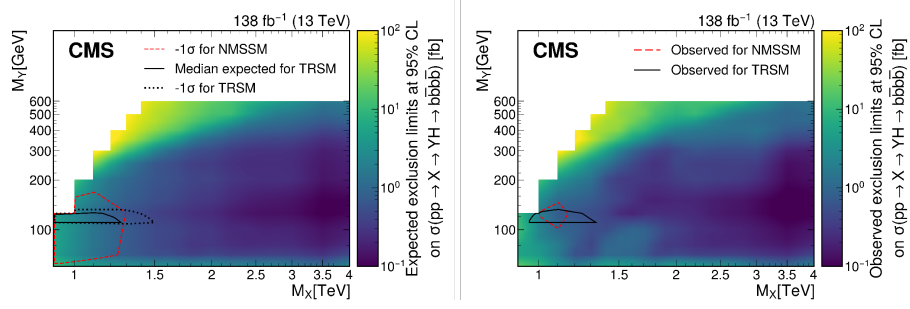 138 fb⁻¹ (13 TeV)
CMS
-1σ for NMSSM
Median expected for TRSM
-1σ for TRSM
M_Y[GeV]
600
500
400
300
200
100
1
1.5
2
2.5
3
3.5
4
M_X[TeV]
10²
10¹
10⁰
10⁻¹
Expected exclusion limits at 95% CL
on σ(pp → X → YH → bb̅bb̅) [fb]
138 fb⁻¹ (13 TeV)
CMS
Observed for NMSSM
Observed for TRSM
M_Y[GeV]
600
500
400
300
200
100
1
1.5
2
2.5
3
3.5
4
M_X[TeV]
10²
10¹
10⁰
10⁻¹
Observed exclusion limits at 95% CL
on σ(pp → X → YH → bb̅bb̅) [fb]